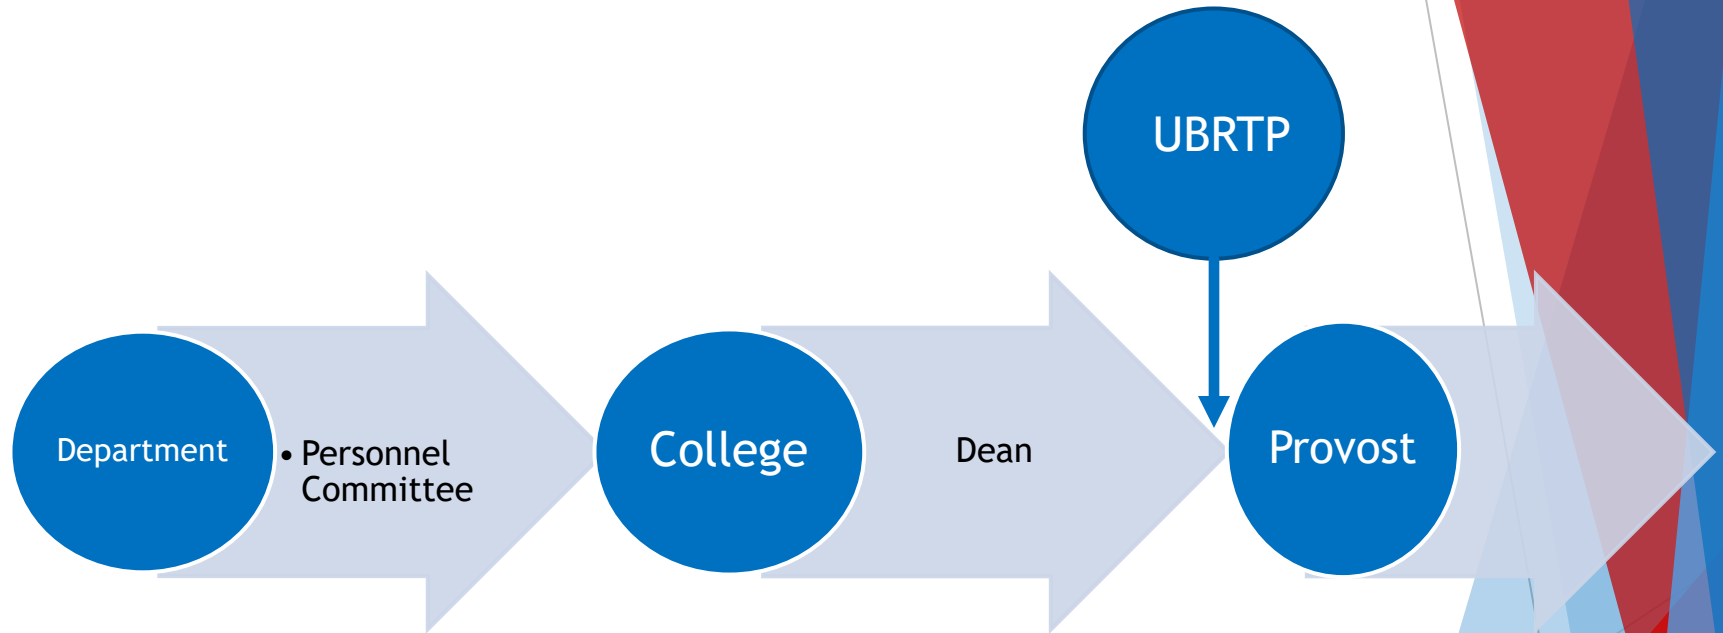 UBRTP
Department
• Personnel
Committee
College
Dean
Provost